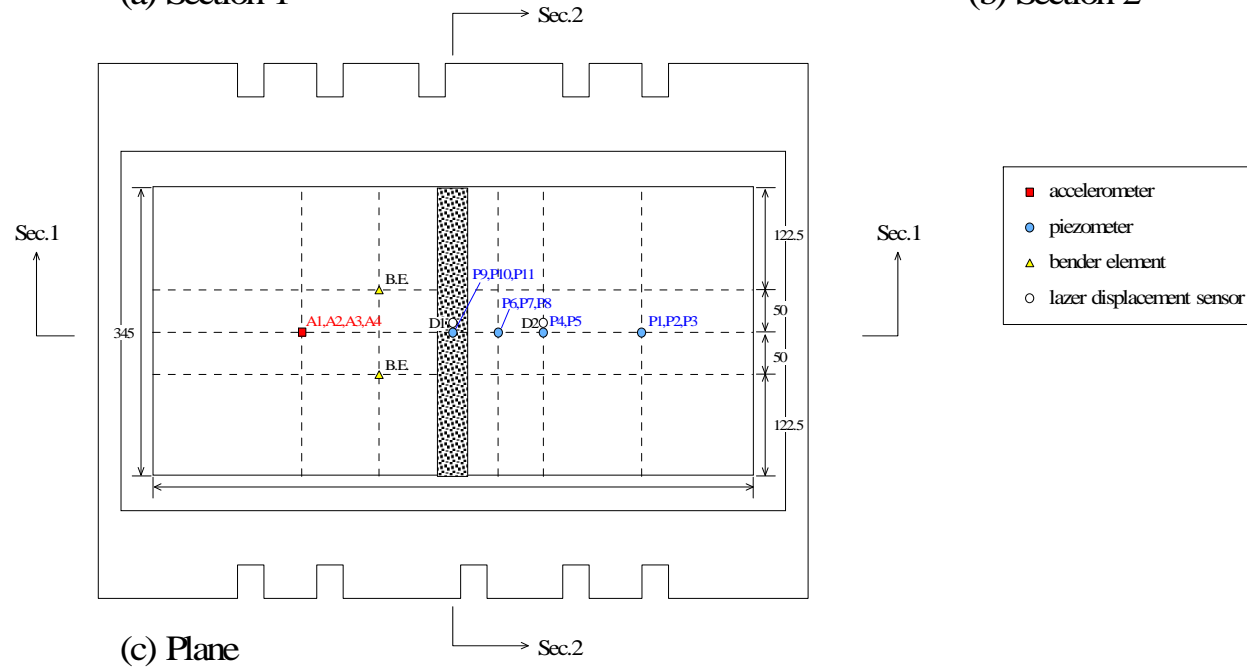 (a) Section 1
(b) Section 2
Sec.2
Sec.1
Sec.1
accelerometer
piezometer
bender element
lazer displacement sensor
122.5
B.E.
P9,P10,P11
P6,P7,P8
50
A1,A2,A3,A4
D1
D2
P4,P5
P1,P2,P3
345
50
B.E.
122.5
(c) Plane
Sec.2